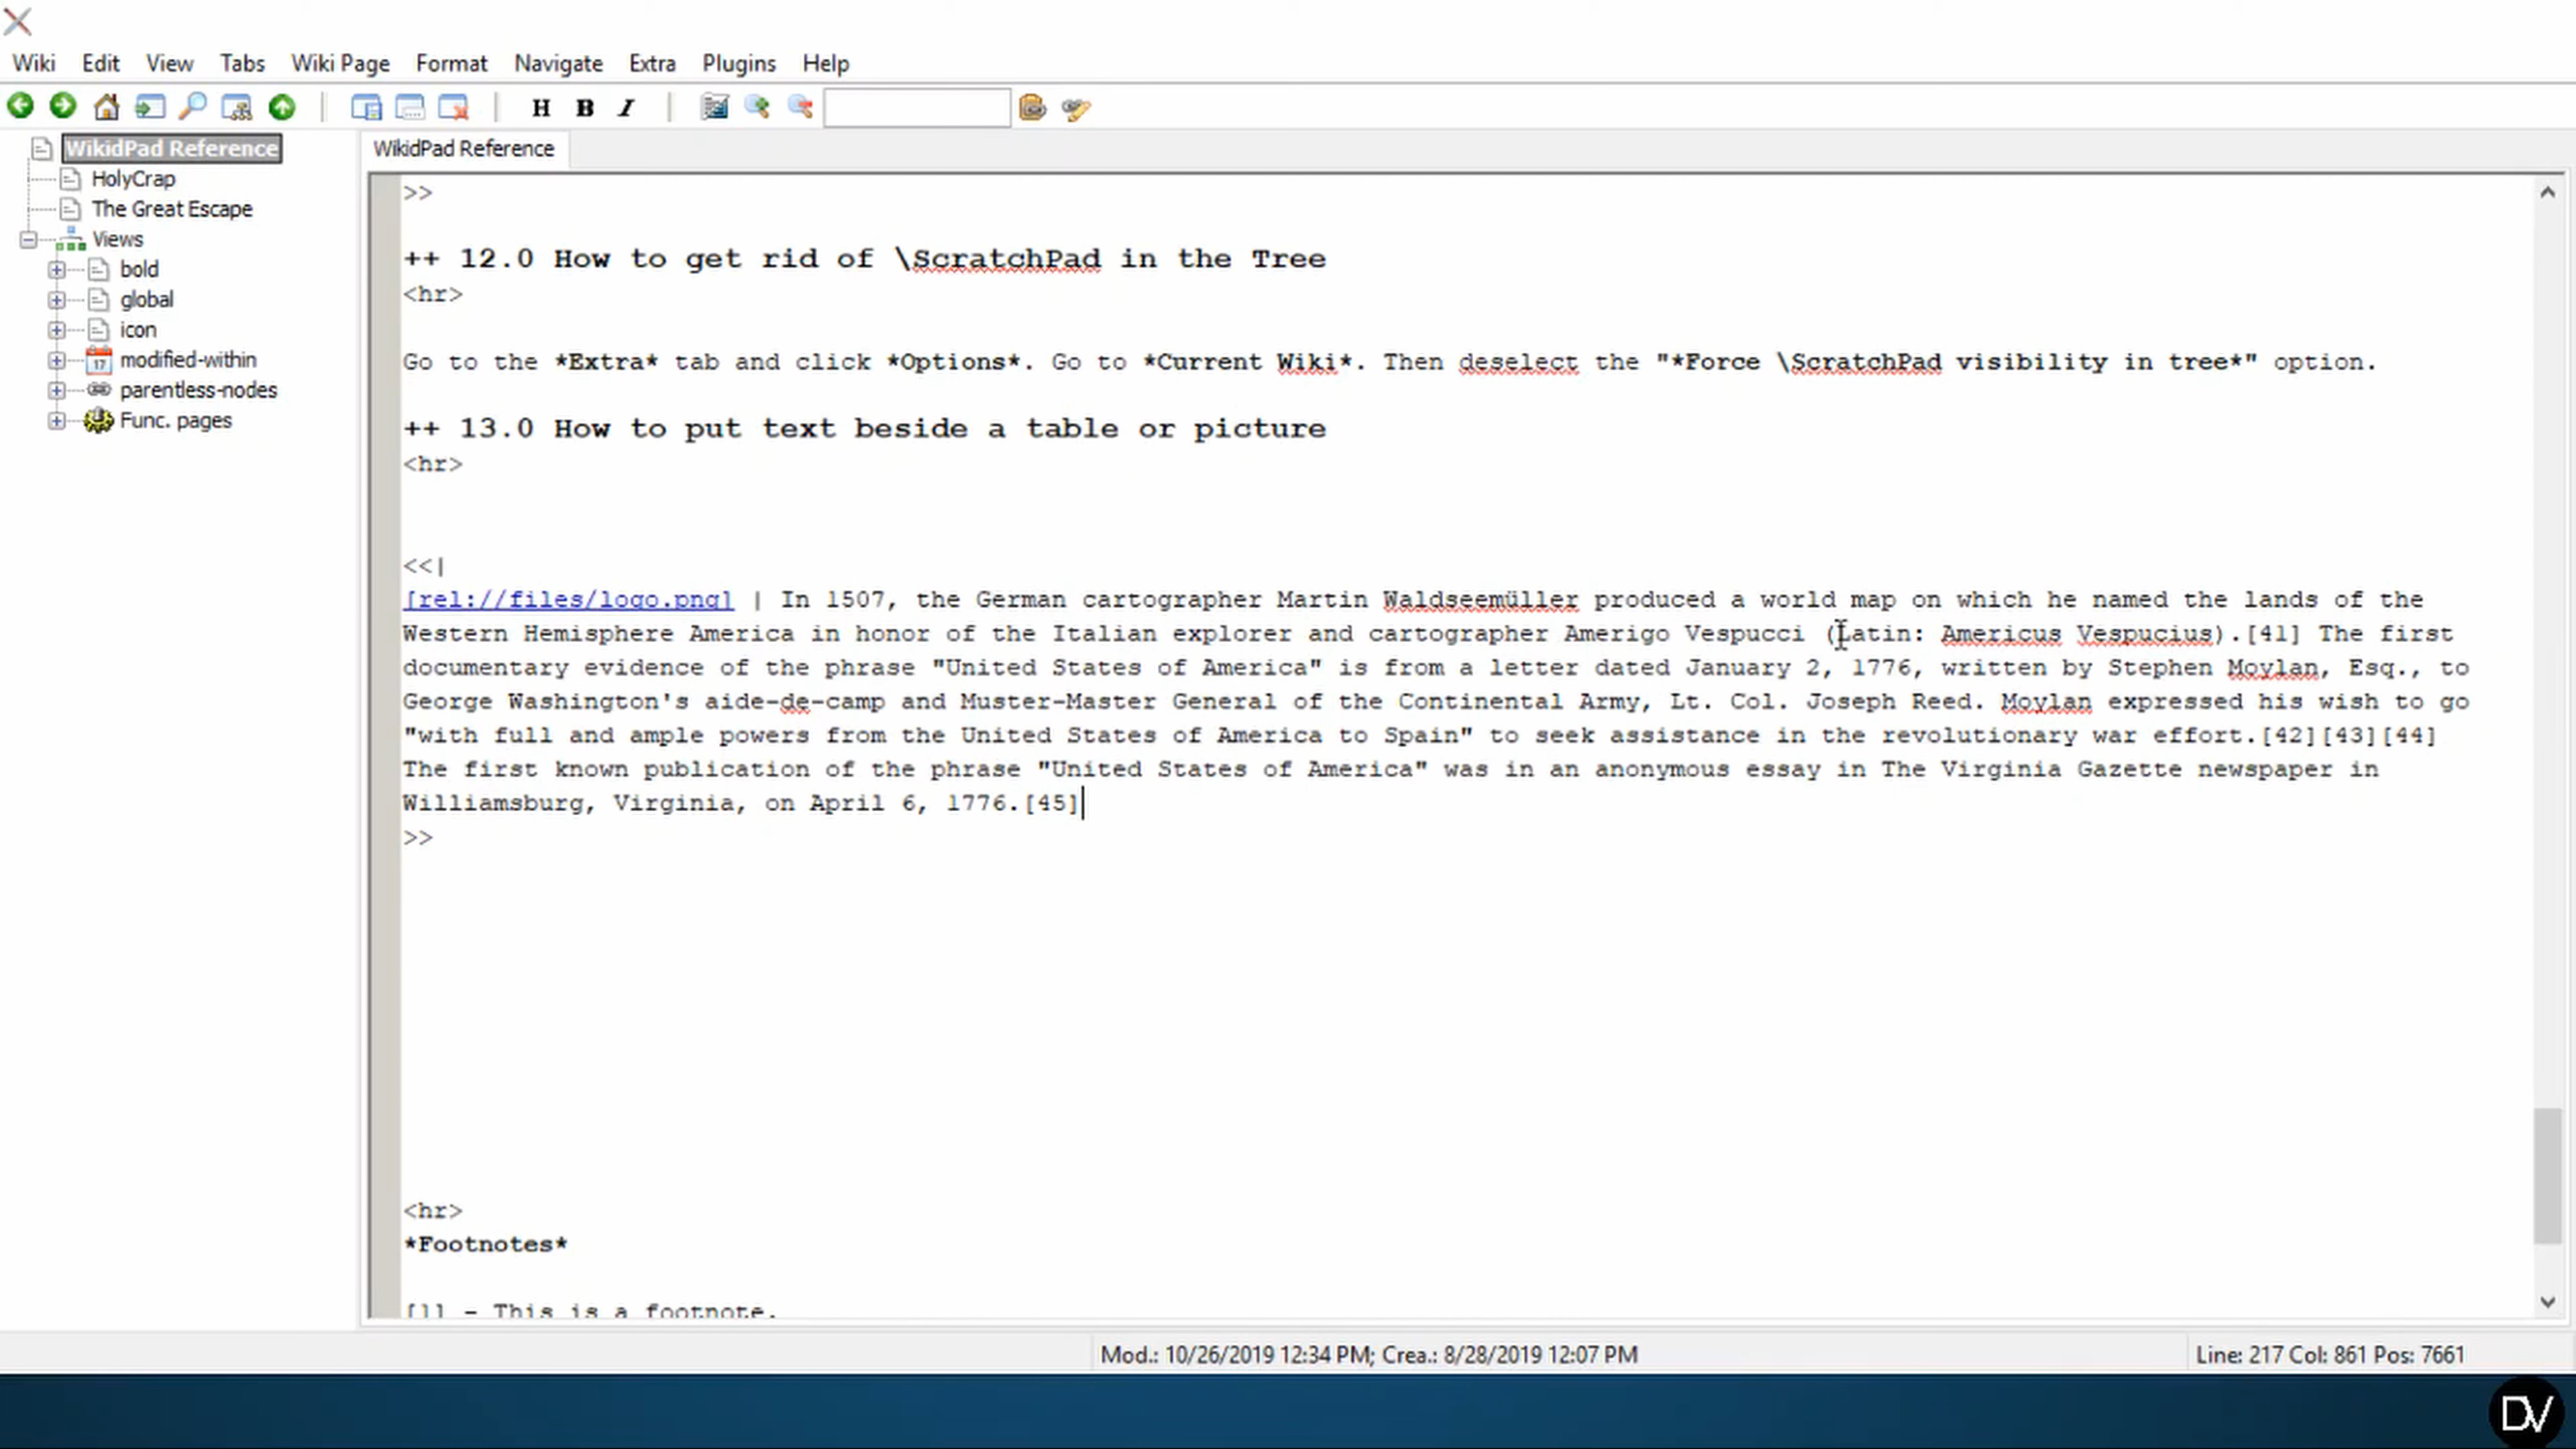 Wiki Edit View Tabs Wiki Page Format Navigate Extra Plugins Help
H B I
WikidPad Reference
HolyCrap
The Great Escape
Views
bold
global
icon
17 modified-within
parentless-nodes
Func. pages
WikidPad Reference
>>
++ 12.0 How to get rid of \ScratchPad in the Tree
<hr>
Go to the *Extra* tab and click *Options*. Go to *Current Wiki*. Then deselect the "*Force \ScratchPad visibility in tree*" option.
++ 13.0 How to put text beside a table or picture
<hr>
<<|
[rel://files/logo.png] | In 1507, the German cartographer Martin Waldseemüller produced a world map on which he named the lands of the
Western Hemisphere America in honor of the Italian explorer and cartographer Amerigo Vespucci (Latin: Americus Vespucius).[41] The first
documentary evidence of the phrase "United States of America" is from a letter dated January 2, 1776, written by Stephen Moylan, Esq., to
George Washington's aide-de-camp and Muster-Master General of the Continental Army, Lt. Col. Joseph Reed. Moylan expressed his wish to go
"with full and ample powers from the United States of America to Spain" to seek assistance in the revolutionary war effort.[42][43][44]
The first known publication of the phrase "United States of America" was in an anonymous essay in The Virginia Gazette newspaper in
Williamsburg, Virginia, on April 6, 1776.[45]
>>
<hr>
*Footnotes*
[1] - This is a footnote.
Mod.: 10/26/2019 12:34 PM; Crea.: 8/28/2019 12:07 PM
Line: 217 Col: 861 Pos: 7661
DV